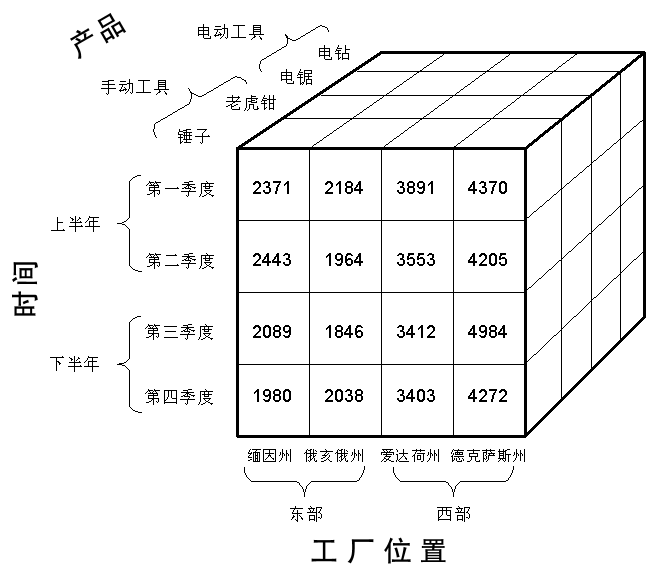 产品
电动工具
电钻
手动工具
电锯
老虎钳
锤子
第一季度 2371 2184 3891 4370
上半年
第二季度 2443 1964 3553 4205
时间
第三季度 2089 1846 3412 4984
下半年
第四季度 1980 2038 3403 4272
缅因州 俄亥俄州 爱达荷州 德克萨斯州
东部 西部
工厂位置